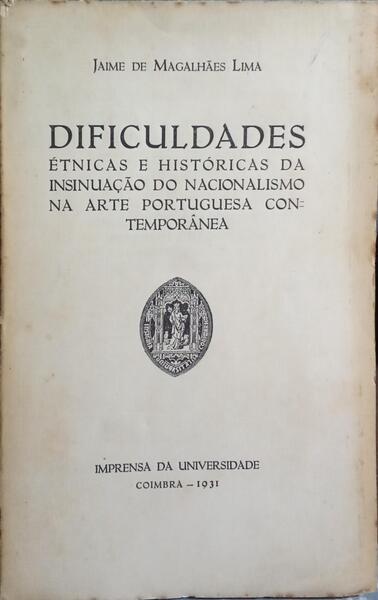 JAIME DE MAGALHÃES LIMA
DIFICULDADES
ÉTNICAS E HISTÓRICAS DA
INSINUAÇÃO DO NACIONALISMO
NA ARTE PORTUGUESA CON=
TEMPORÂNEA
IMPRENSA DA UNIVERSIDADE
COIMBRA – 1931